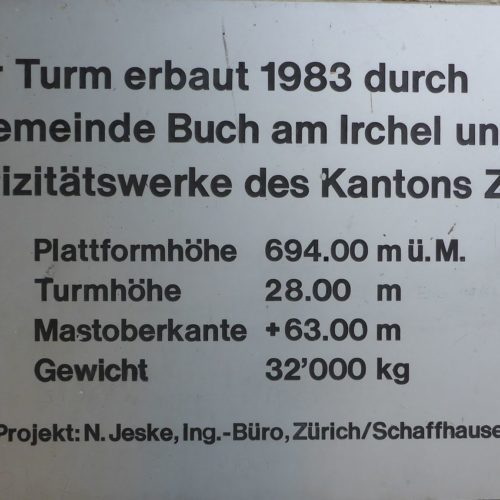 r Turm erbaut 1983 durch
emeinde Buch am Irchel un
izitätswerke des Kantons Z
Plattformhöhe 694.00 m ü.M.
Turmhöhe 28.00 m
Mastoberkante +63.00 m
Gewicht 32'000 kg
Projekt: N. Jeske, Ing.-Büro, Zürich/Schaffhause